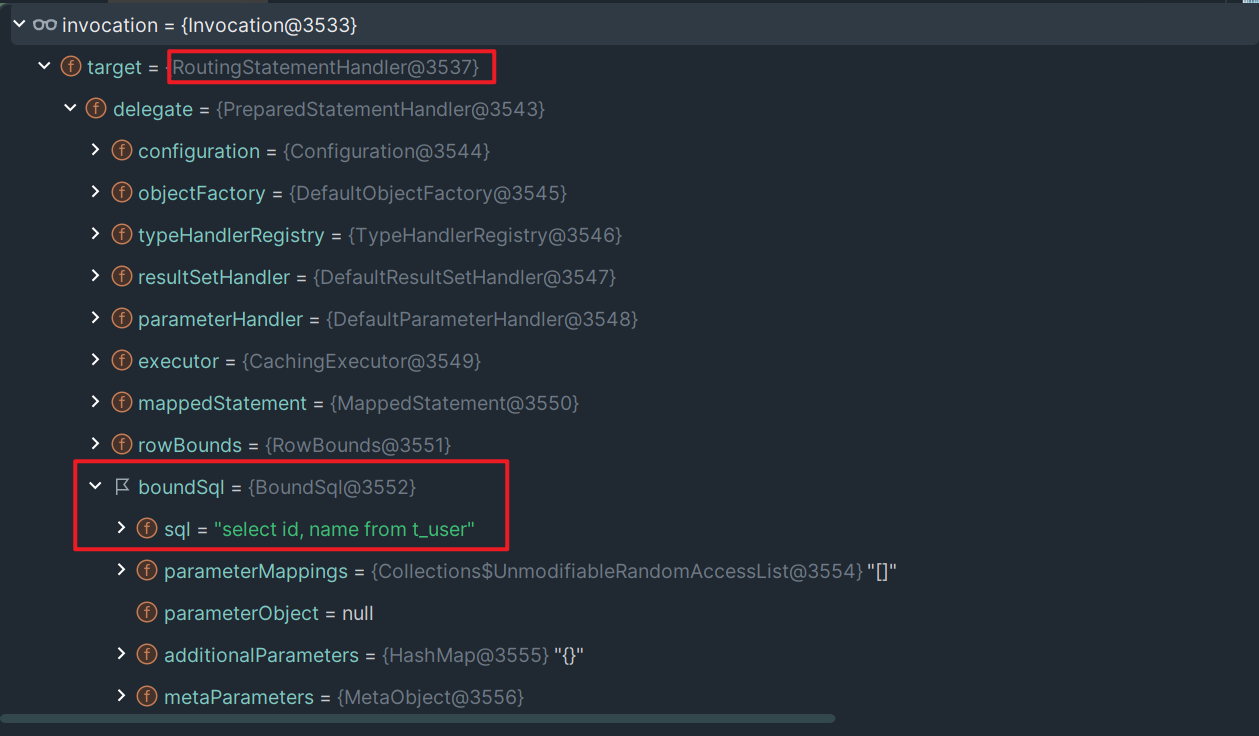 invocation = {Invocation@3533}
f target = {RoutingStatementHandler@3537}
f delegate = {PreparedStatementHandler@3543}
f configuration = {Configuration@3544}
f objectFactory = {DefaultObjectFactory@3545}
f typeHandlerRegistry = {TypeHandlerRegistry@3546}
f resultSetHandler = {DefaultResultSetHandler@3547}
f parameterHandler = {DefaultParameterHandler@3548}
f executor = {CachingExecutor@3549}
f mappedStatement = {MappedStatement@3550}
f rowBounds = {RowBounds@3551}
boundSql = {BoundSql@3552}
f sql = "select id, name from t_user"
f parameterMappings = {Collections$UnmodifiableRandomAccessList@3554} "[]"
f parameterObject = null
f additionalParameters = {HashMap@3555} "{}"
f metaParameters = {MetaObject@3556}